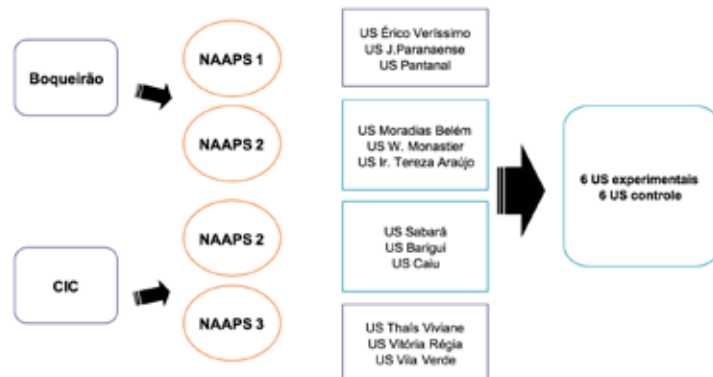 Boqueirão
NAAPS 1
NAAPS 2
US Érico Veríssimo
US J.Paranaense
US Pantanal
US Moradias Belém
US W. Monastier
US Ir. Tereza Araújo
6 US experimentais
6 US controle
CIC
NAAPS 2
NAAPS 3
US Sabará
US Barigui
US Caiu
US Thaís Viviane
US Vitória Régia
US Vila Verde